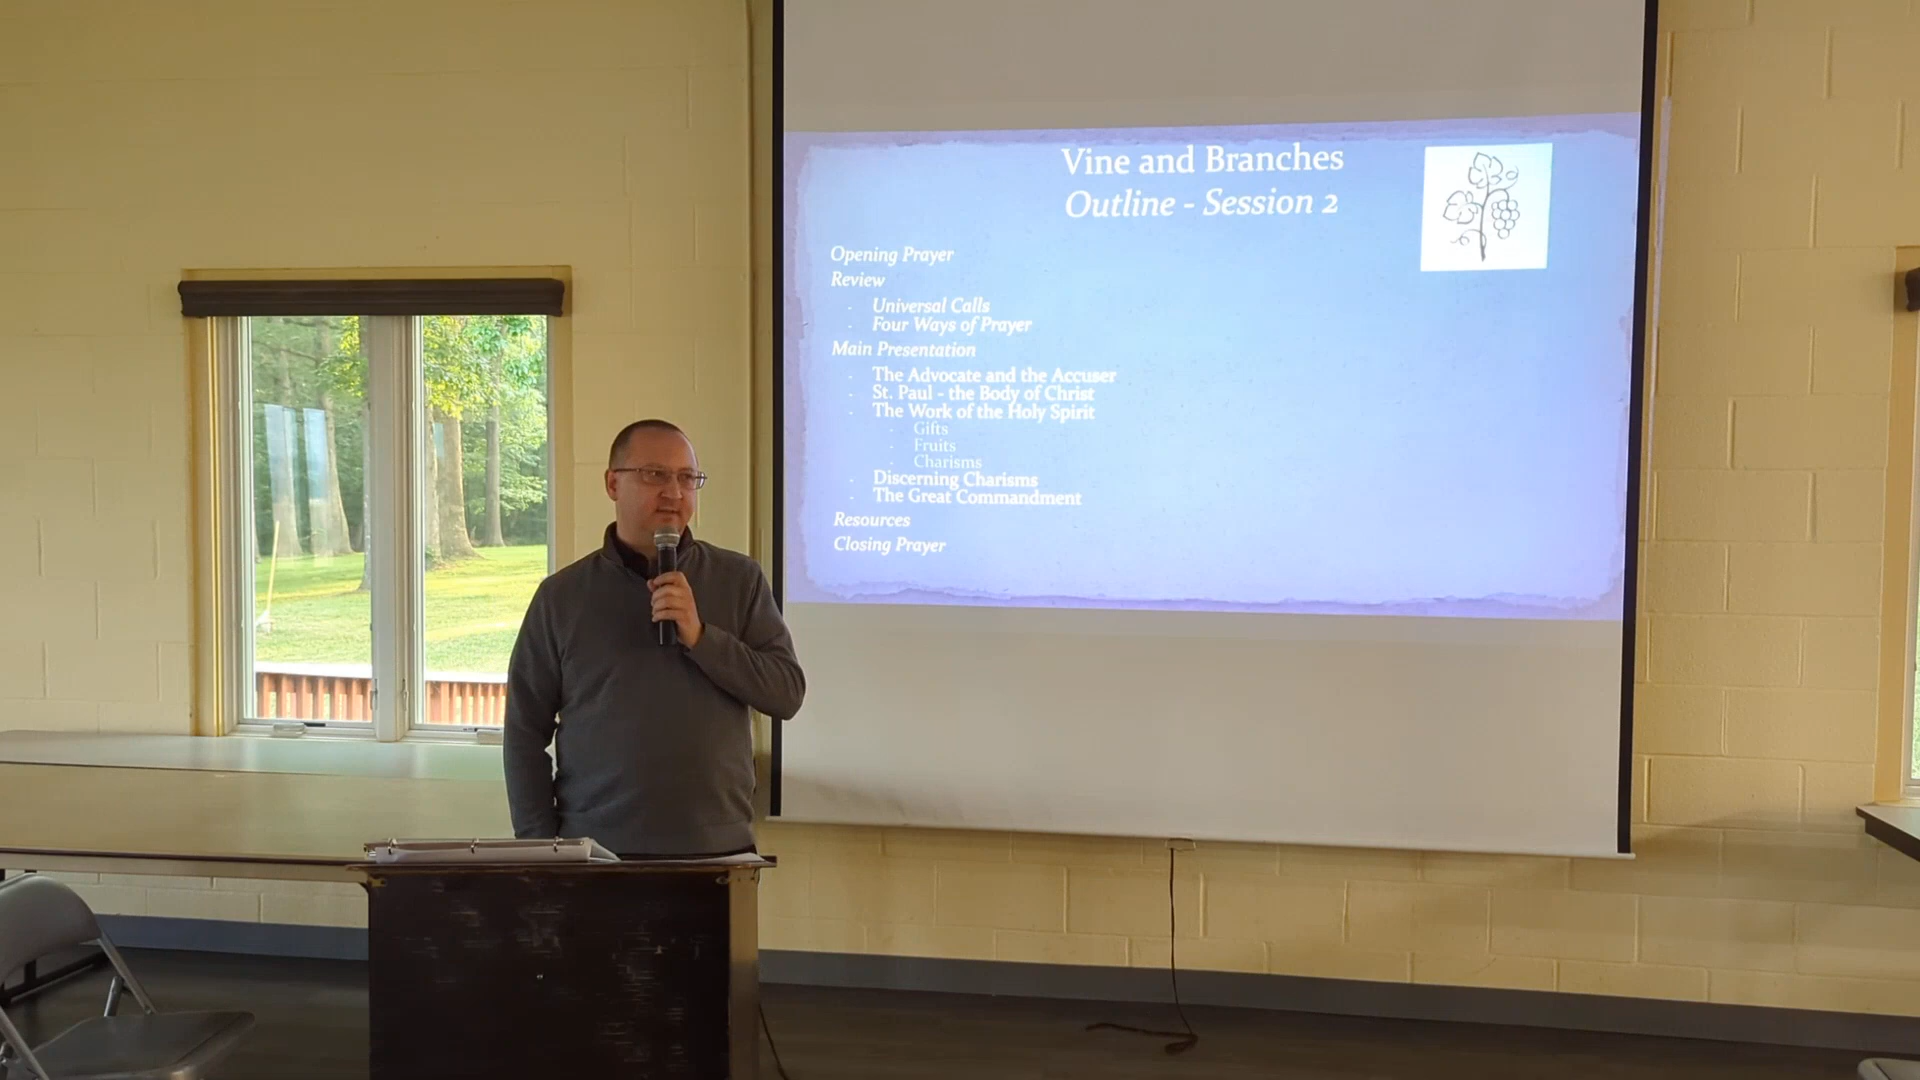 Vine and Branches
Outline - Session 2
Opening Prayer
Review
Universal Calls
Four Ways of Prayer
Main Presentation
The Advocate and the Accuser
St. Paul - the Body of Christ
The Work of the Holy Spirit
Gifts
Fruits
Charisms
Discerning Charisms
The Great Commandment
Resources
Closing Prayer